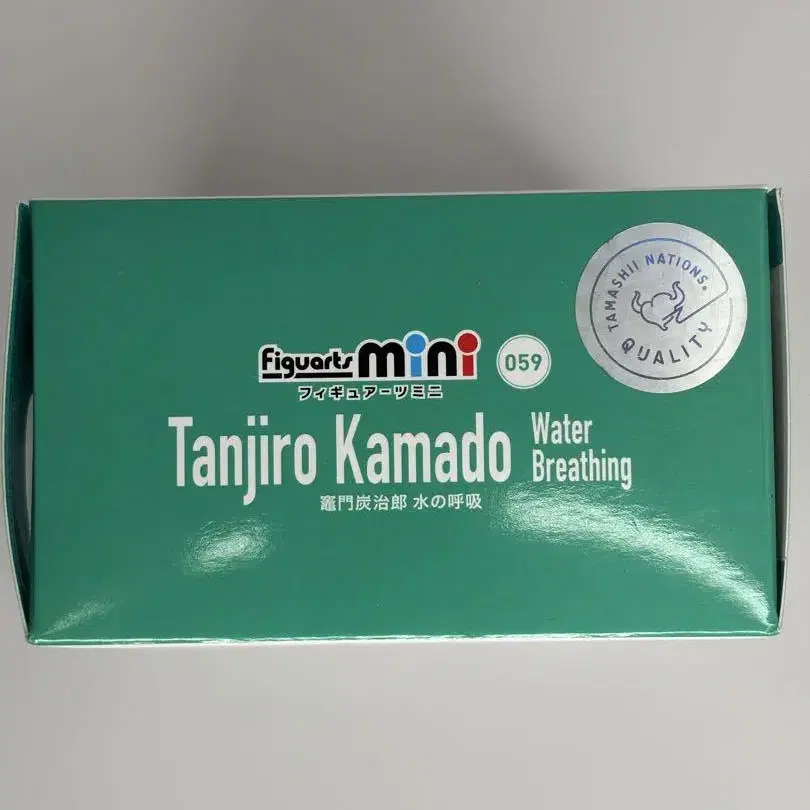 TAMASHII NATIONS.
QUALITY
Figuarts mini 059
フィギュアーツミニ
Tanjiro Kamado Water Breathing
竈門炭治郎 水の呼吸